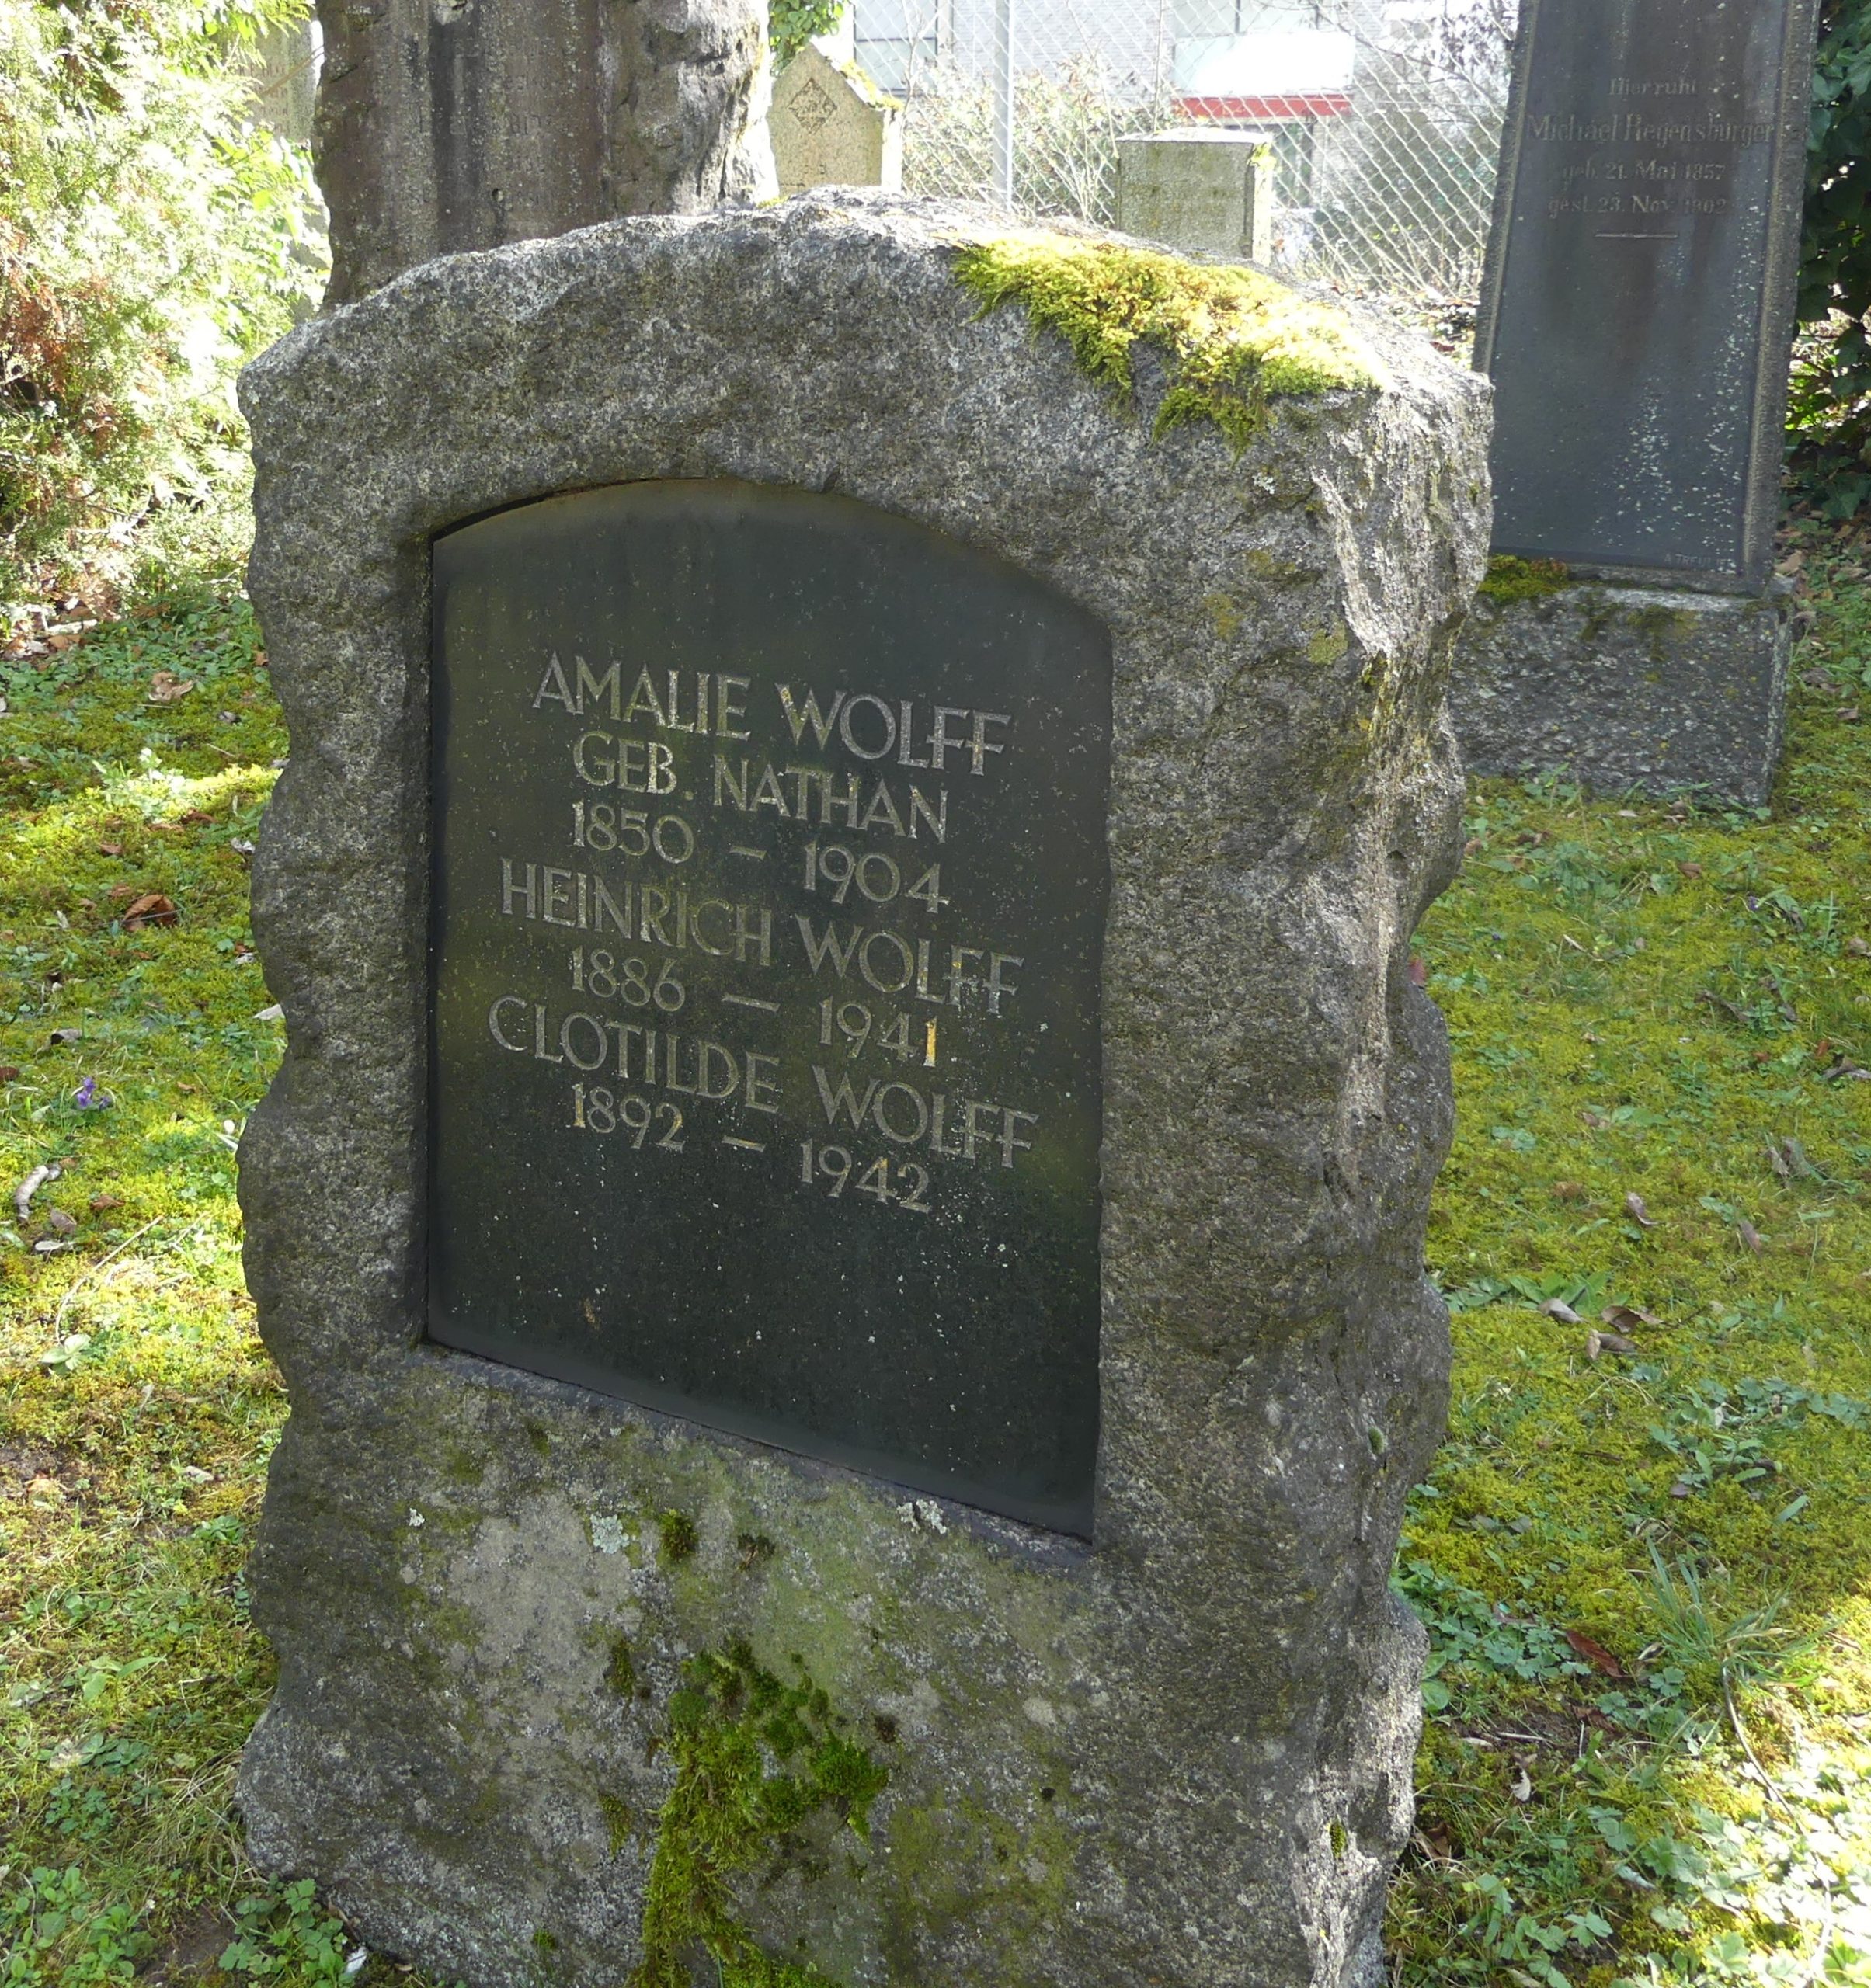 AMALIE WOLFF
GEB. NATHAN
1850 – 1904
HEINRICH WOLFF
1886 – 1941
CLOTILDE WOLFF
1892 – 1942
Hier ruht
Michael Regensburger
geb. 21. Mai 1857
gest. 23. Nov. 1902